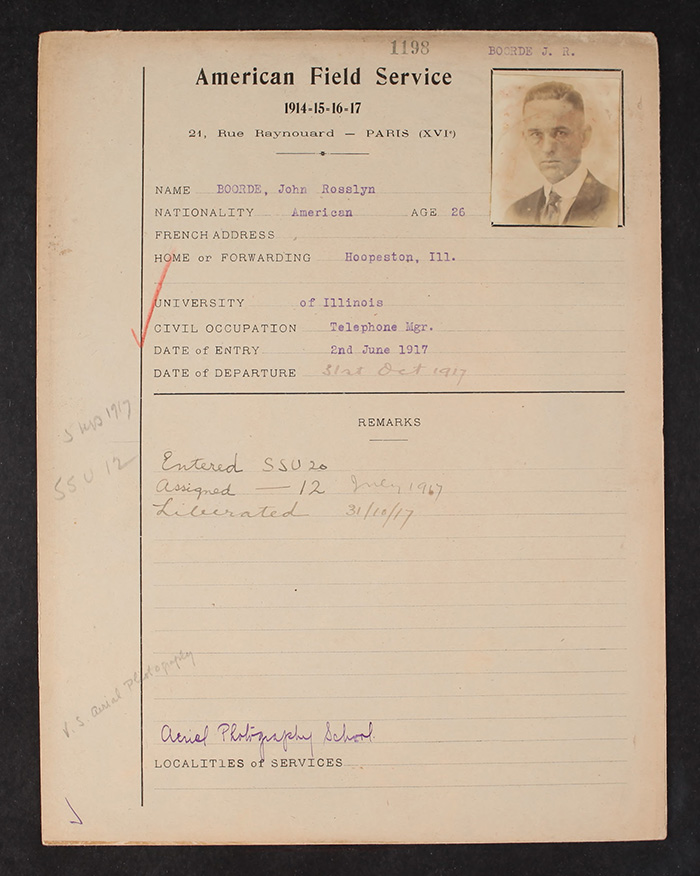 1198
BOORDE J. R.
American Field Service
1914-15-16-17
21, Rue Raynouard — PARIS (XVIe)
NAME BOORDE, John Rosslyn
NATIONALITY American AGE 26
FRENCH ADDRESS
HOME or FORWARDING Hoopeston, Ill.
UNIVERSITY of Illinois
CIVIL OCCUPATION Telephone Mgr.
DATE of ENTRY 2nd June 1917
DATE of DEPARTURE 31st Oct 1917
REMARKS
5 1917
SSU 12
Entered SSU 20
Assigned — 12 July 1917
Liberated 31/10/17
V. S. Aerial Photography
Aerial Photography School
LOCALITIES of SERVICES